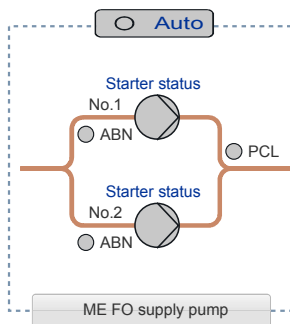 Auto
Starter status
No.1
ABN
PCL
Starter status
No.2
ABN
ME FO supply pump